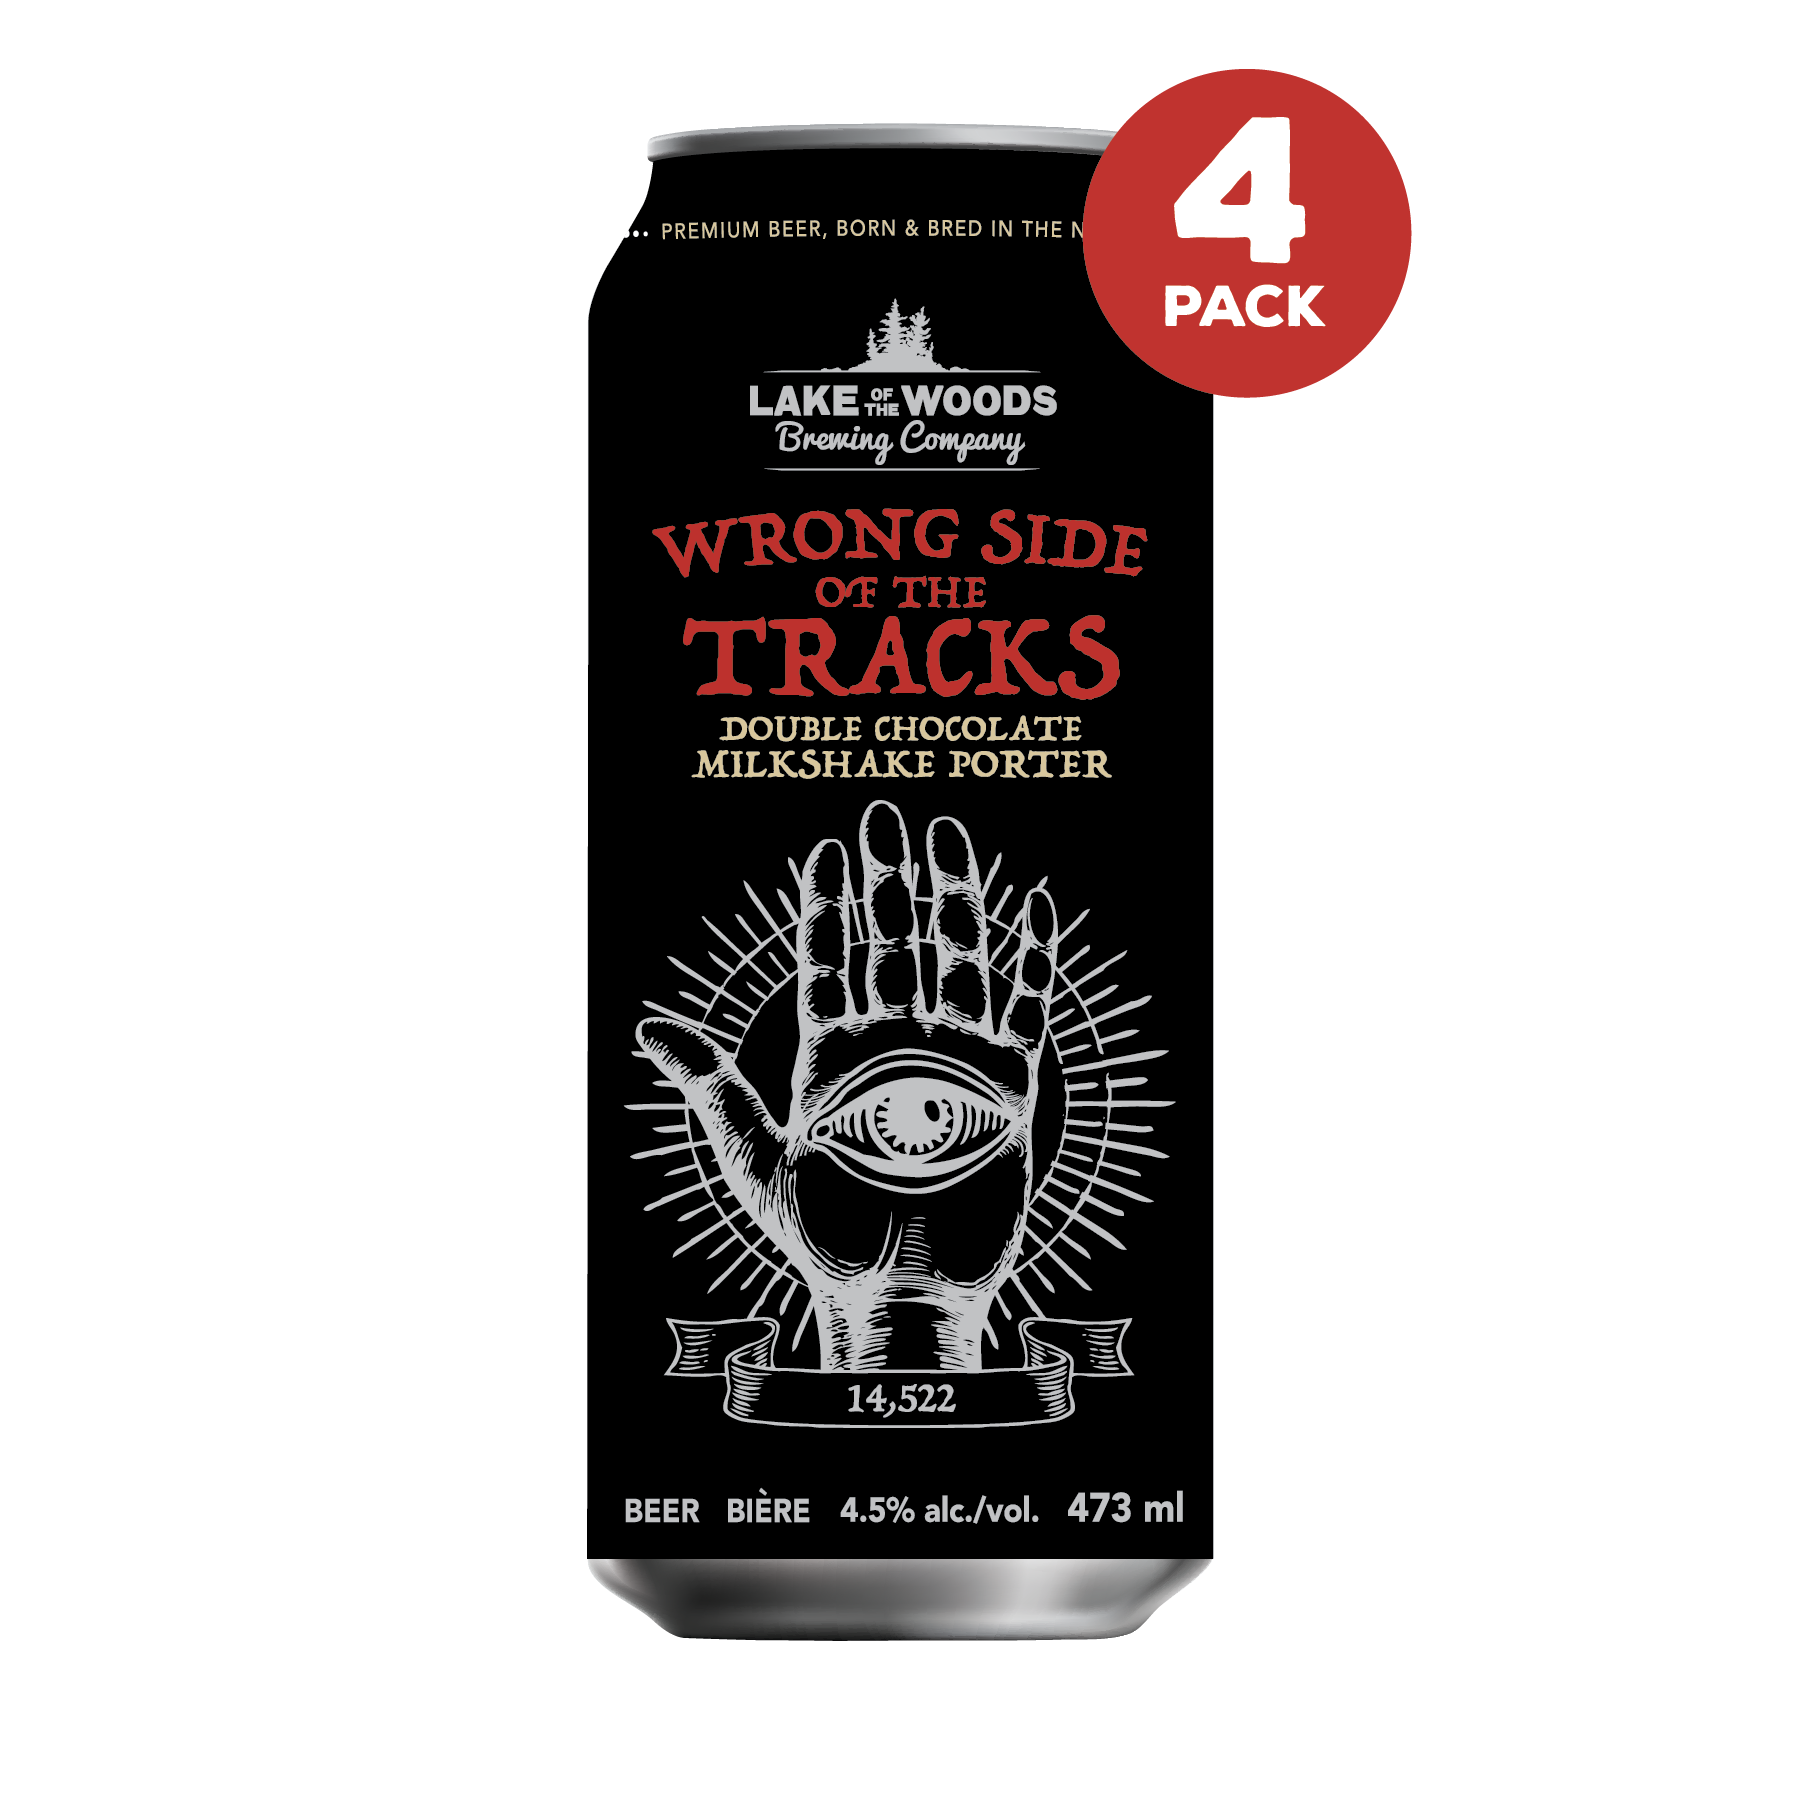 ... PREMIUM BEER, BORN & BRED IN THE
4
PACK
LAKE OF THE WOODS
Brewing Company
WRONG SIDE
OF THE
TRACKS
DOUBLE CHOCOLATE
MILKSHAKE PORTER
14,522
BEER BIÈRE 4.5% alc./vol. 473 ml